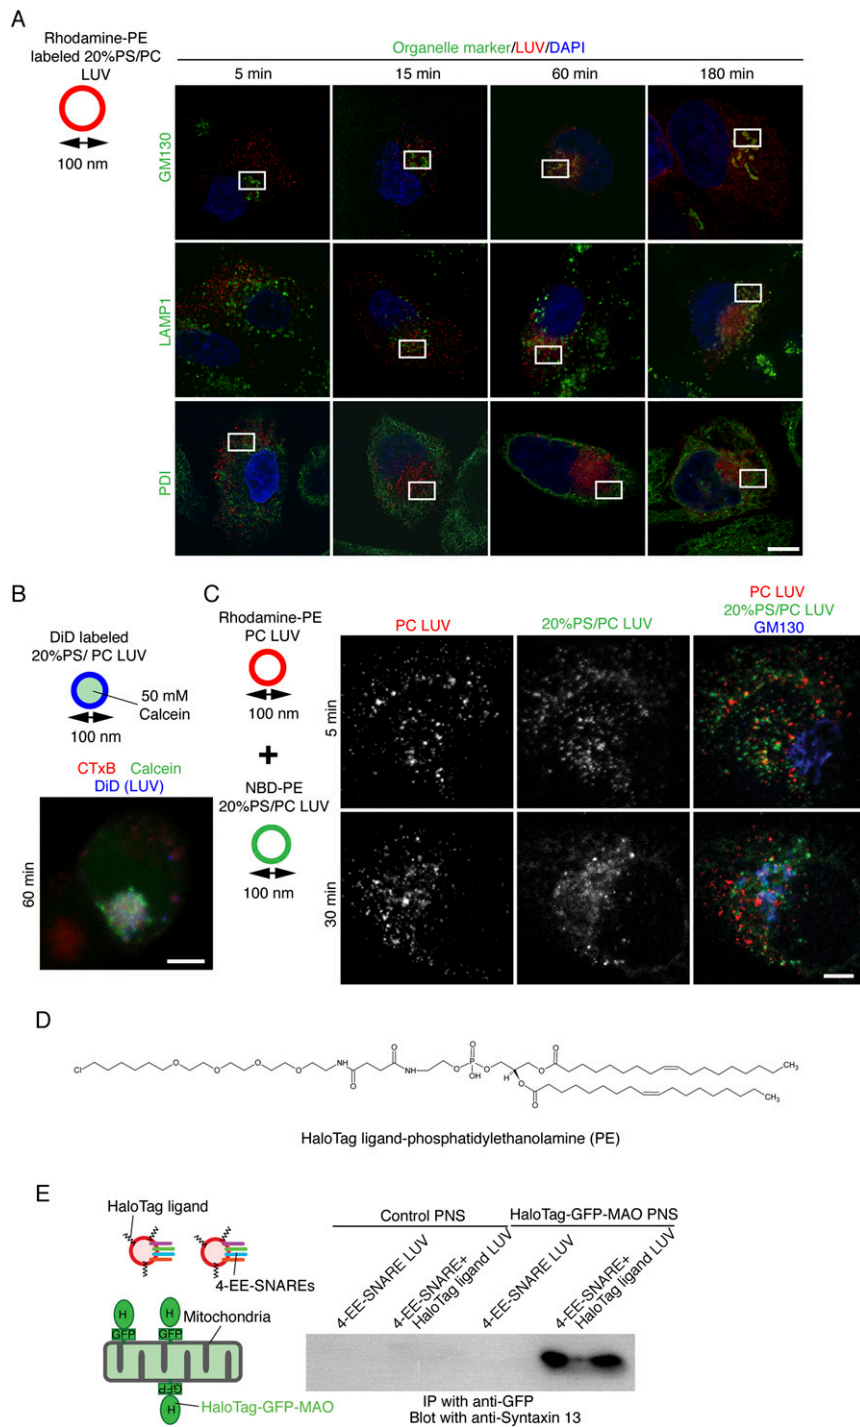 A
Rhodamine-PE
labeled 20%PS/PC
LUV
100 nm
Organelle marker/LUV/DAPI
5 min 15 min 60 min 180 min
GM130
LAMP1
PDI
B
DiD labeled
20%PS/ PC LUV
50 mM
Calcein
100 nm
CTxB Calcein
DiD (LUV)
60 min
C
Rhodamine-PE
PC LUV
100 nm
+
NBD-PE
20%PS/PC LUV
100 nm
PC LUV
20%PS/PC LUV
PC LUV
20%PS/PC LUV
GM130
5 min
30 min
D
Cl O O O O NH O O NH O P O OH O H O O O O CH3 CH3
HaloTag ligand-phosphatidylethanolamine (PE)
E
HaloTag ligand
4-EE-SNAREs
H H
GFP GFP
Mitochondria
GFP
H
HaloTag-GFP-MAO
Control PNS HaloTag-GFP-MAO PNS
4-EE-SNARE LUV
4-EE-SNARE+
HaloTag ligand LUV
4-EE-SNARE LUV
4-EE-SNARE+
HaloTag ligand LUV
IP with anti-GFP
Blot with anti-Syntaxin 13